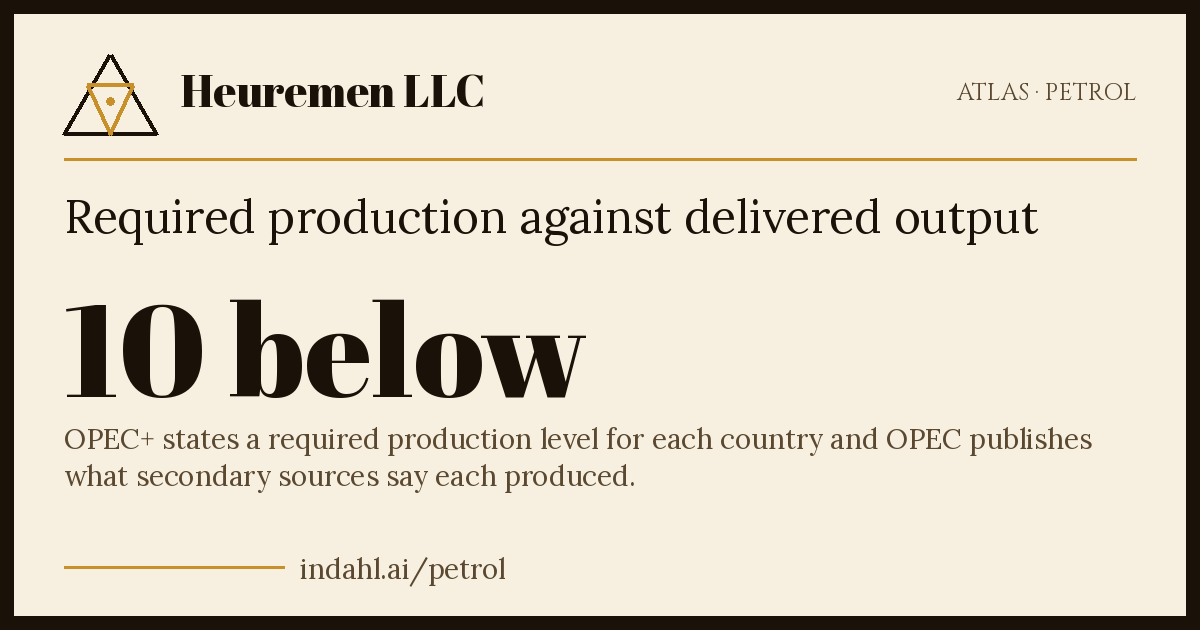 Heuremen LLC
ATLAS · PETROL
Required production against delivered output
10 below
OPEC+ states a required production level for each country and OPEC publishes
what secondary sources say each produced.
indahl.ai/petrol